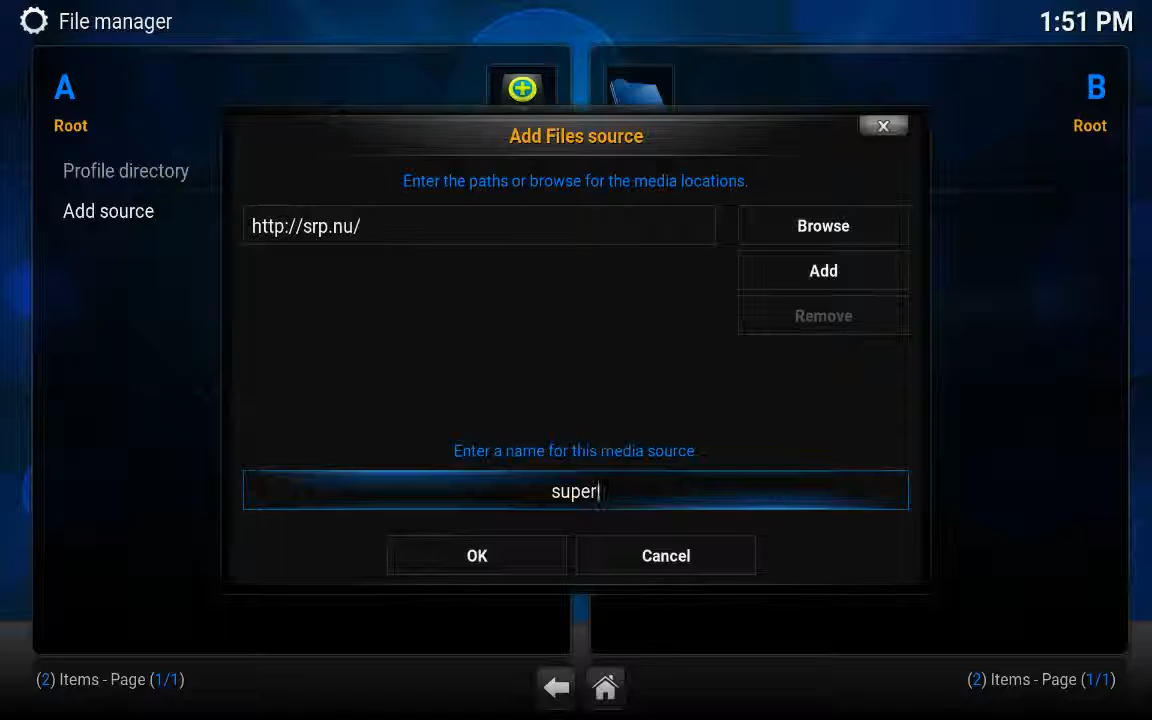 File manager
1:51 PM
A
B
Root
Root
Profile directory
Add source
Add Files source
X
Enter the paths or browse for the media locations.
http://srp.nu/
Browse
Add
Remove
Enter a name for this media source.
super
OK
Cancel
(2) Items - Page (1/1)
(2) Items - Page (1/1)